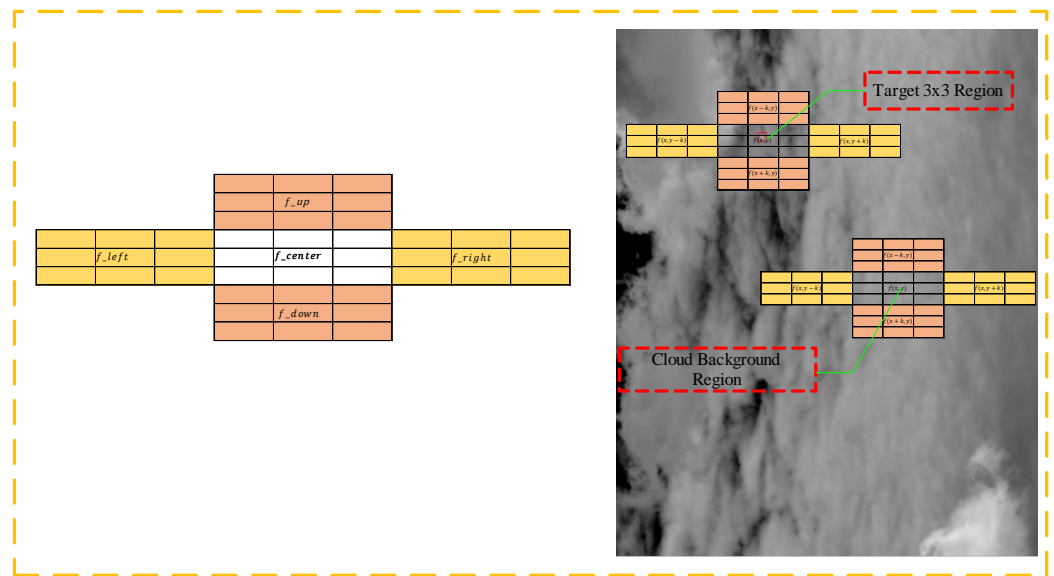 f_up
f_left
f_center
f_right
f_down
Target 3x3 Region
f(x−k,y)
f(x,y−k)
f(x,y)
f(x,y+k)
f(x+k,y)
f(x−k,y)
f(x,y−k)
f(x,y)
f(x,y+k)
f(x+k,y)
Cloud Background
Region